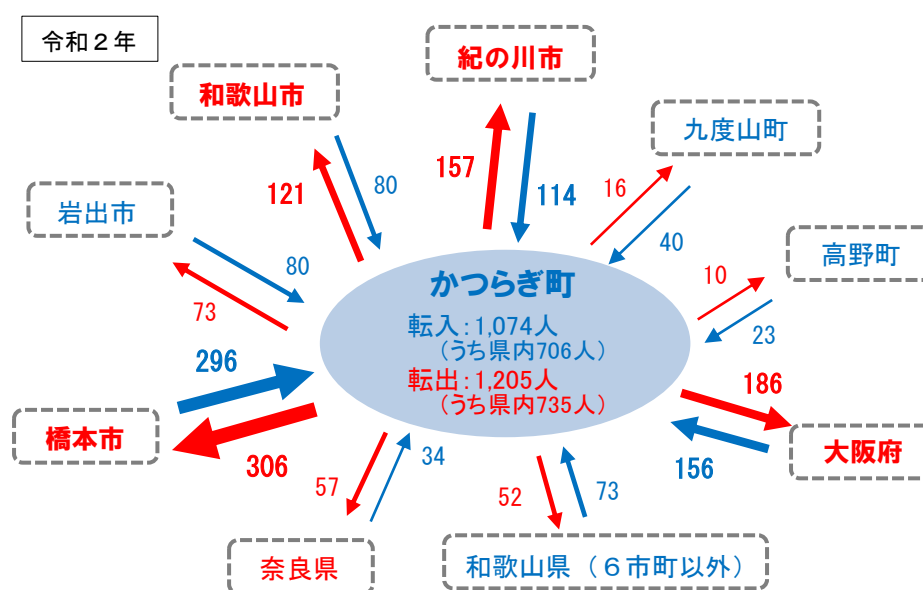 令和２年
紀の川市
和歌山市
九度山町
157
114
16
121
80
40
岩出市
高野町
80
10
73
23
かつらぎ町
転入：1,074人
（うち県内706人）
転出：1,205人
（うち県内735人）
296
186
橋本市
大阪府
306
156
57
34
52
73
奈良県
和歌山県（６市町以外）